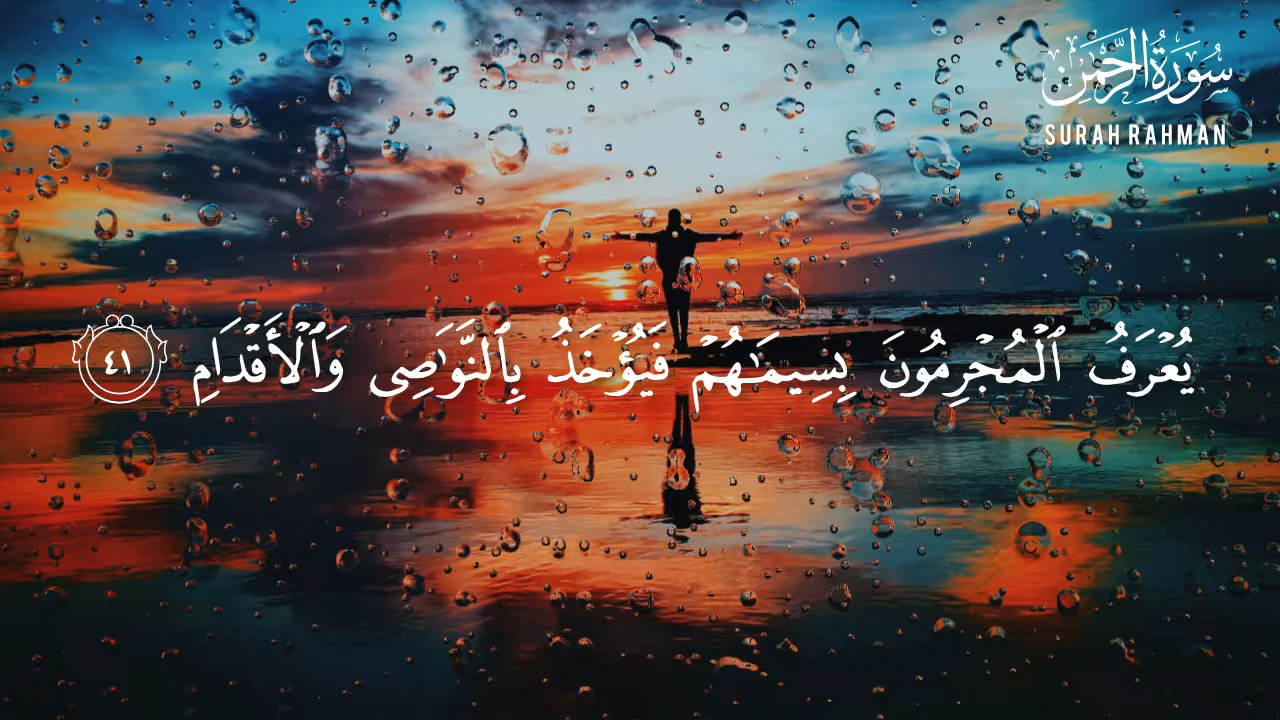 سُورَةُ الرَّحْمَٰن
SURAH RAHMAN
يُعْرَفُ ٱلْمُجْرِمُونَ بِسِيمَٰهُمْ فَيُؤْخَذُ بِٱلنَّوَٰصِى وَٱلْأَقْدَامِ ٤١